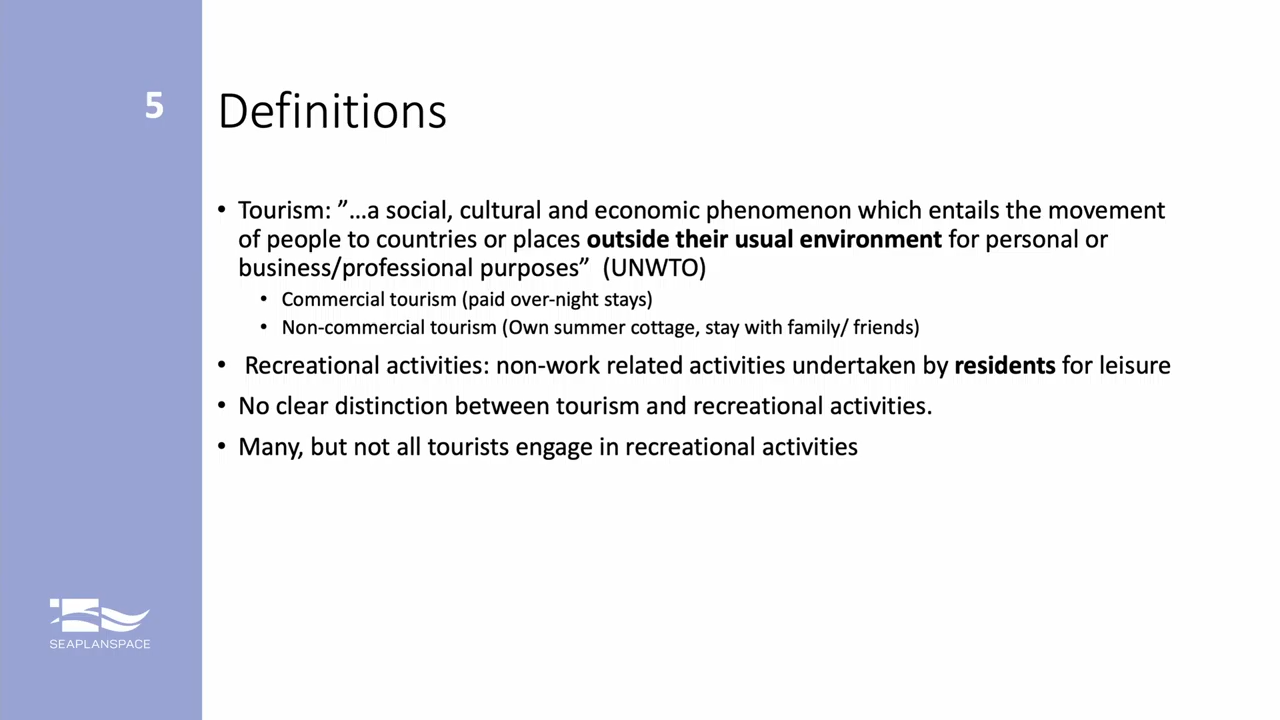 5
Definitions
• Tourism: ”…a social, cultural and economic phenomenon which entails the movement
of people to countries or places outside their usual environment for personal or
business/professional purposes” (UNWTO)
• Commercial tourism (paid over-night stays)
• Non-commercial tourism (Own summer cottage, stay with family/ friends)
• Recreational activities: non-work related activities undertaken by residents for leisure
• No clear distinction between tourism and recreational activities.
• Many, but not all tourists engage in recreational activities
SEAPLANSPACE